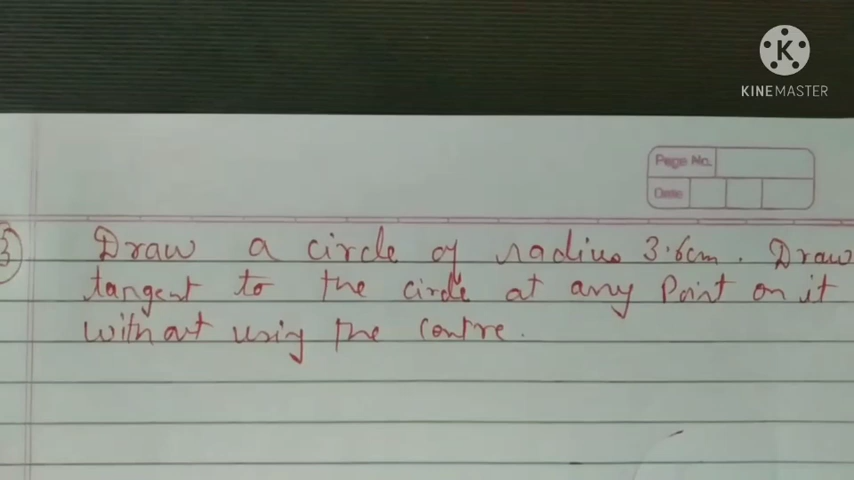 KINEMASTER
Page No.
Date
3 Draw a circle of radius 3.6cm. Draw
tangent to the circle at any Point on it
without using the centre.